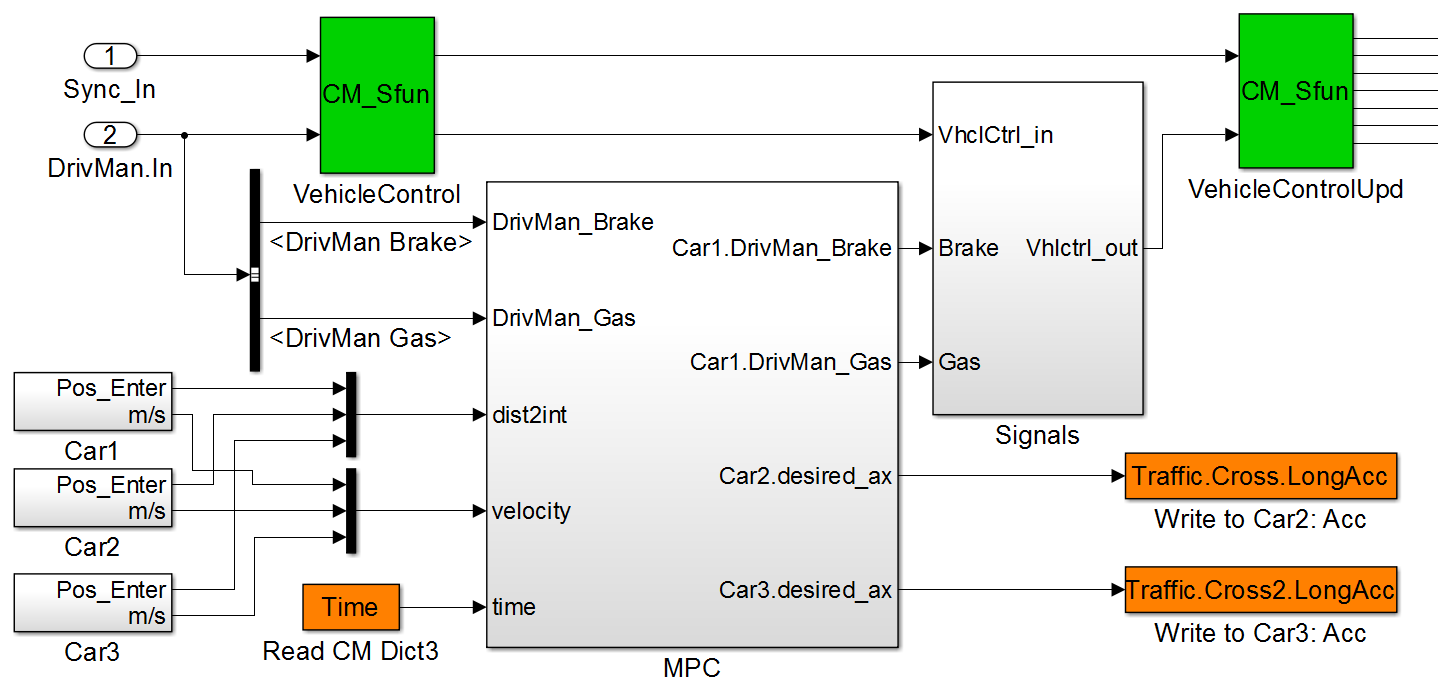 1
Sync_In
2
DrivMan.In
CM_Sfun
VehicleControl
<DrivMan Brake>
<DrivMan Gas>
Pos_Enter
m/s
Car1
Pos_Enter
m/s
Car2
Pos_Enter
m/s
Car3
Time
Read CM Dict3
DrivMan_Brake
DrivMan_Gas
dist2int
velocity
time
Car1.DrivMan_Brake
Car1.DrivMan_Gas
Car2.desired_ax
Car3.desired_ax
MPC
VhclCtrl_in
Brake
Gas
Vhlctrl_out
Signals
CM_Sfun
VehicleControlUpd
Traffic.Cross.LongAcc
Write to Car2: Acc
Traffic.Cross2.LongAcc
Write to Car3: Acc